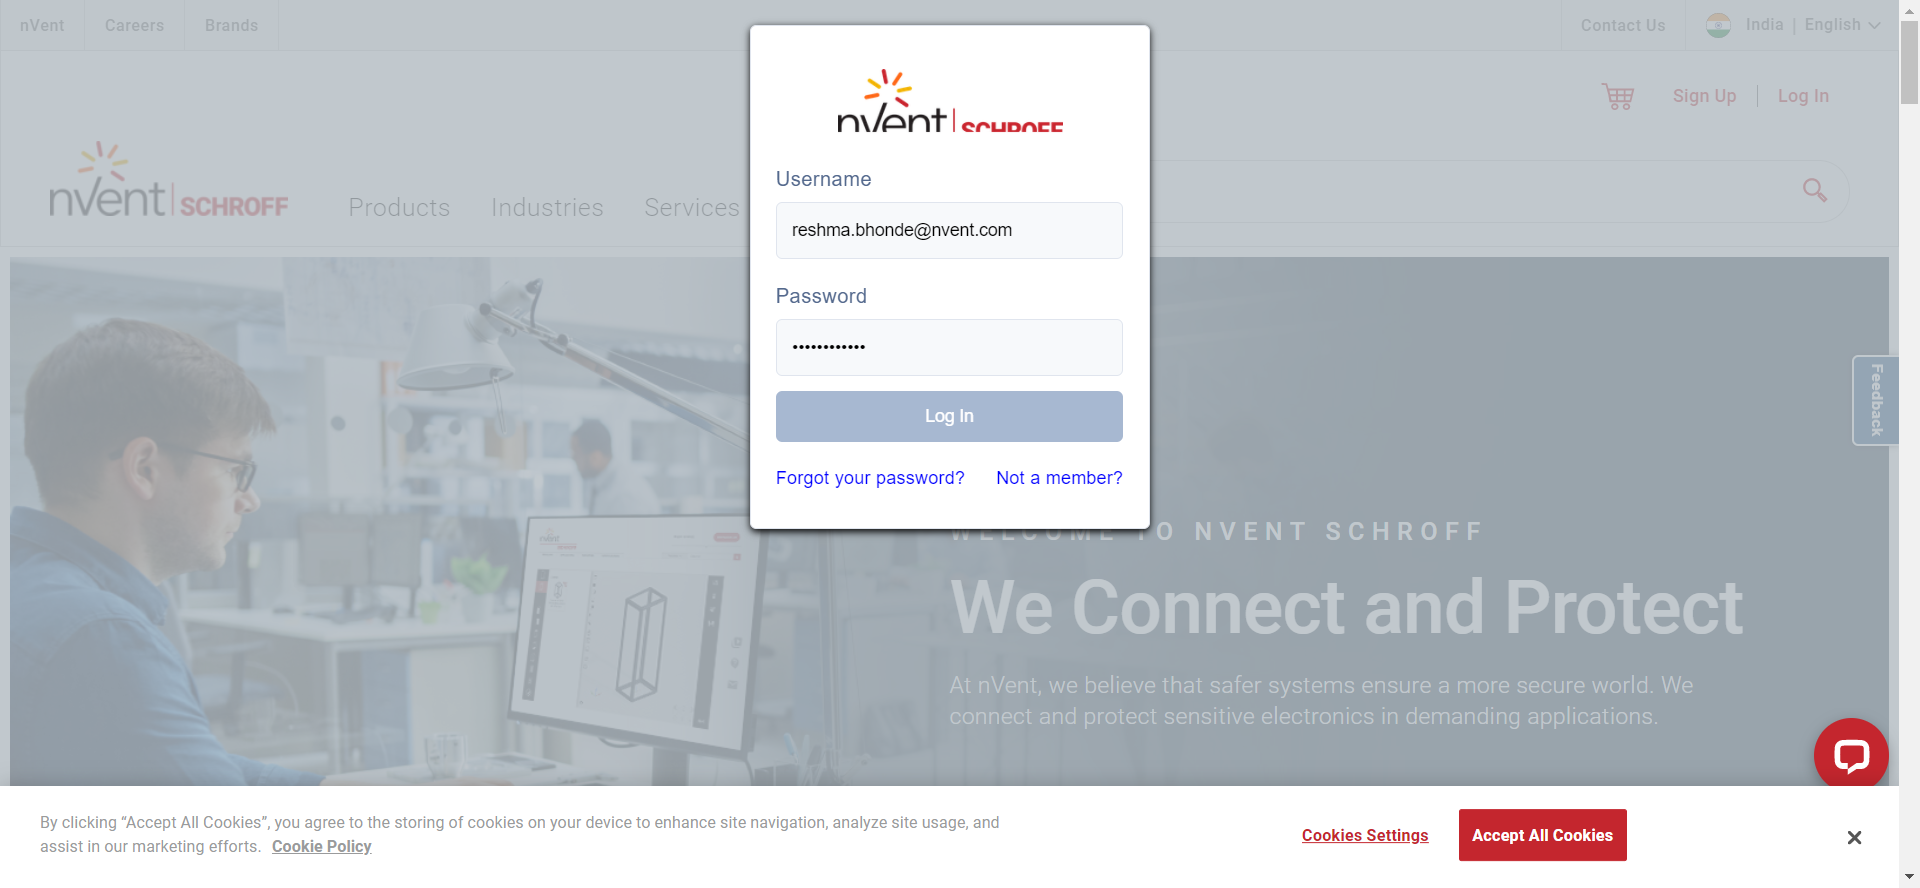 nVent
Careers
Brands
Contact Us
India | English
Sign Up
Log In
nvent SCHROFF
Products
Industries
Services
nvent SCHROFF
Username
reshma.bhonde@nvent.com
Password
••••••••••••
Log In
Forgot your password? Not a member?
Feedback
WELCOME TO NVENT SCHROFF
We Connect and Protect
At nVent, we believe that safer systems ensure a more secure world. We
connect and protect sensitive electronics in demanding applications.
By clicking “Accept All Cookies”, you agree to the storing of cookies on your device to enhance site navigation, analyze site usage, and
assist in our marketing efforts. Cookie Policy
Cookies Settings
Accept All Cookies